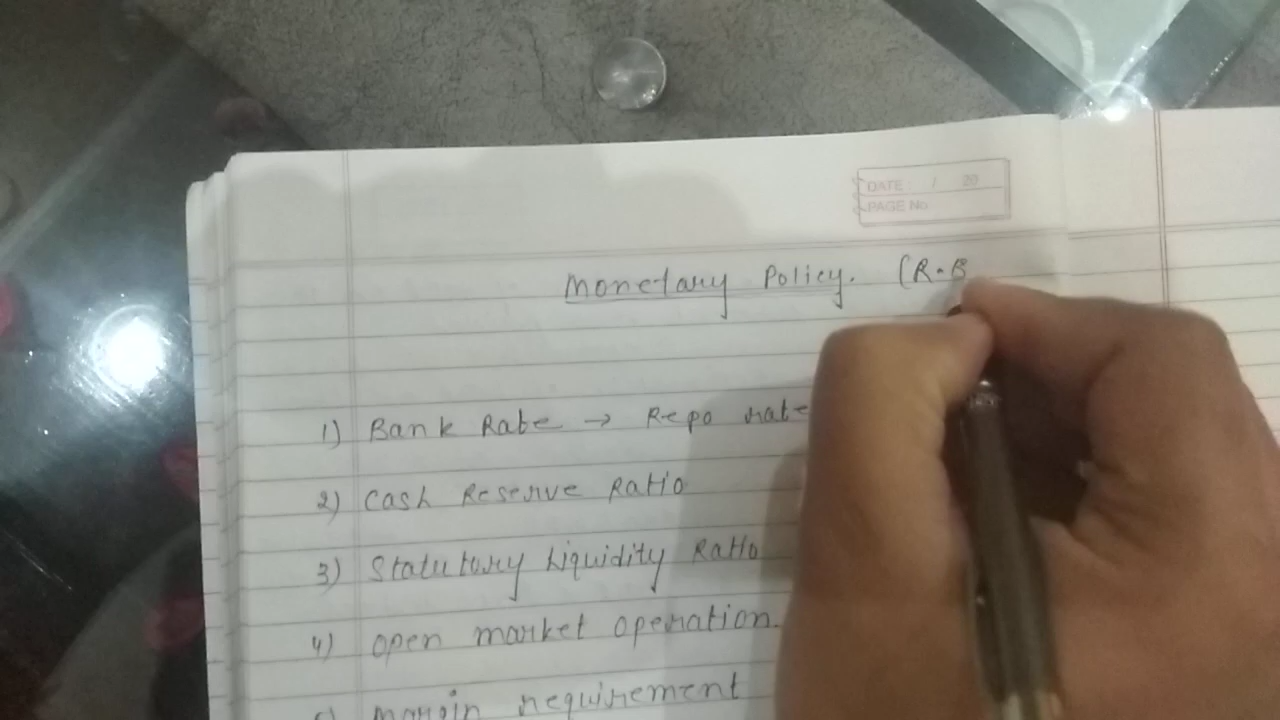 DATE / 20
PAGE No.
Monetary Policy. (R.B
1) Bank Rate → Repo rate
2) Cash Reserve Ratio
3) Statutory Liquidity Ratio
4) open market operation.
5) margin requirement